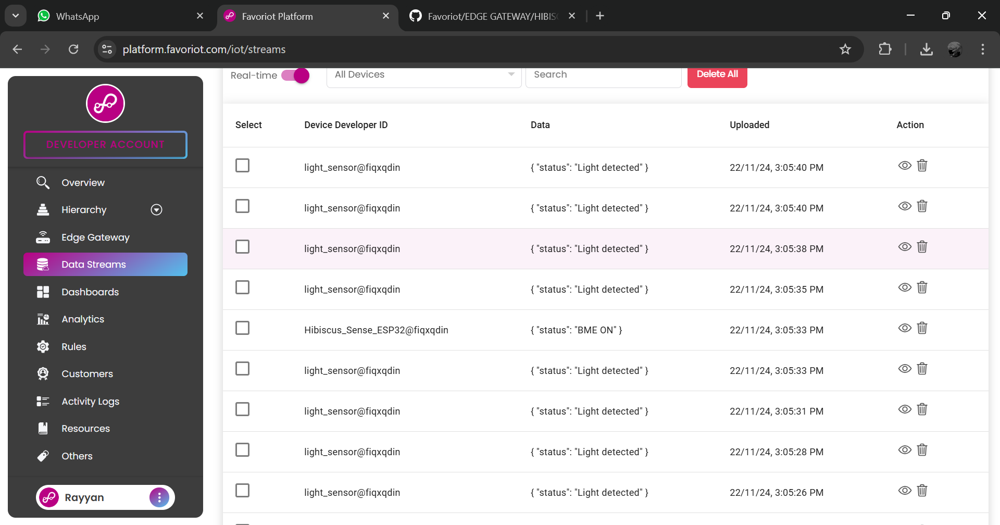 WhatsApp
Favoriot Platform
Favoriot/EDGE GATEWAY/HIBISC
platform.favoriot.com/iot/streams
Real-time
All Devices
Search
Delete All
DEVELOPER ACCOUNT
Overview
Hierarchy
Edge Gateway
Data Streams
Dashboards
Analytics
Rules
Customers
Activity Logs
Resources
Others
Rayyan
Select Device Developer ID Data Uploaded Action
light_sensor@fiqxqdin { "status": "Light detected" } 22/11/24, 3:05:40 PM
light_sensor@fiqxqdin { "status": "Light detected" } 22/11/24, 3:05:40 PM
light_sensor@fiqxqdin { "status": "Light detected" } 22/11/24, 3:05:38 PM
light_sensor@fiqxqdin { "status": "Light detected" } 22/11/24, 3:05:35 PM
Hibiscus_Sense_ESP32@fiqxqdin { "status": "BME ON" } 22/11/24, 3:05:33 PM
light_sensor@fiqxqdin { "status": "Light detected" } 22/11/24, 3:05:33 PM
light_sensor@fiqxqdin { "status": "Light detected" } 22/11/24, 3:05:31 PM
light_sensor@fiqxqdin { "status": "Light detected" } 22/11/24, 3:05:28 PM
light_sensor@fiqxqdin { "status": "Light detected" } 22/11/24, 3:05:26 PM